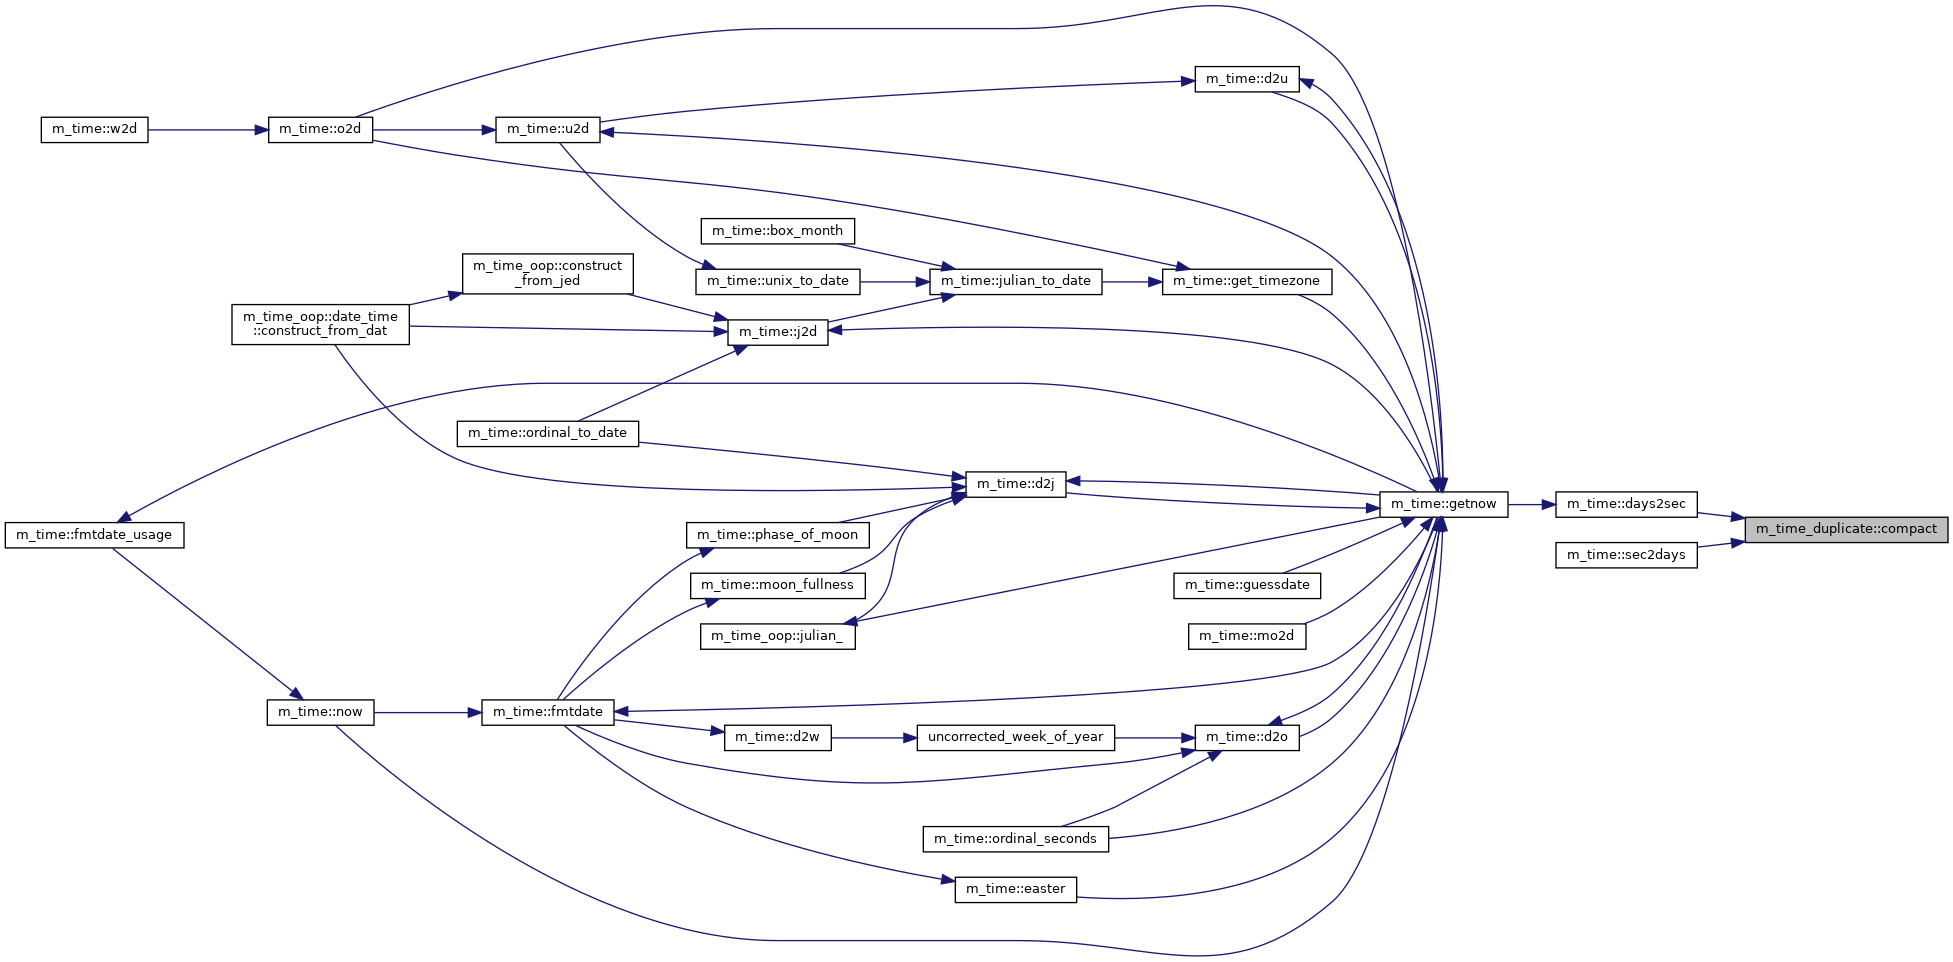 m_time::d2u
m_time::w2d
m_time::o2d
m_time::u2d
m_time::box_month
m_time_oop::construct
_from_jed
m_time::unix_to_date
m_time::julian_to_date
m_time::get_timezone
m_time_oop::date_time
::construct_from_dat
m_time::j2d
m_time::ordinal_to_date
m_time::d2j
m_time::getnow
m_time::days2sec
m_time_duplicate::compact
m_time::fmtdate_usage
m_time::phase_of_moon
m_time::sec2days
m_time::moon_fullness
m_time::guessdate
m_time_oop::julian_
m_time::mo2d
m_time::now
m_time::fmtdate
m_time::d2w
uncorrected_week_of_year
m_time::d2o
m_time::ordinal_seconds
m_time::easter